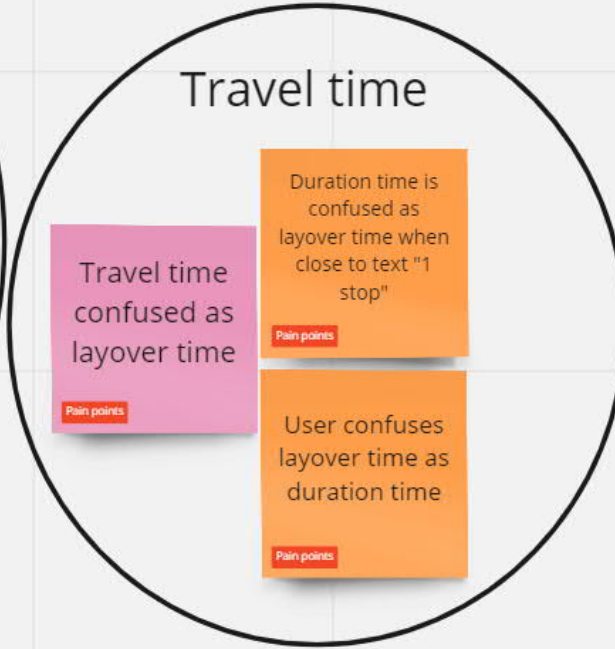 Travel time
Travel time
confused as
layover time
Pain points
Duration time is
confused as
layover time when
close to text "1
stop"
Pain points
User confuses
layover time as
duration time
Pain points